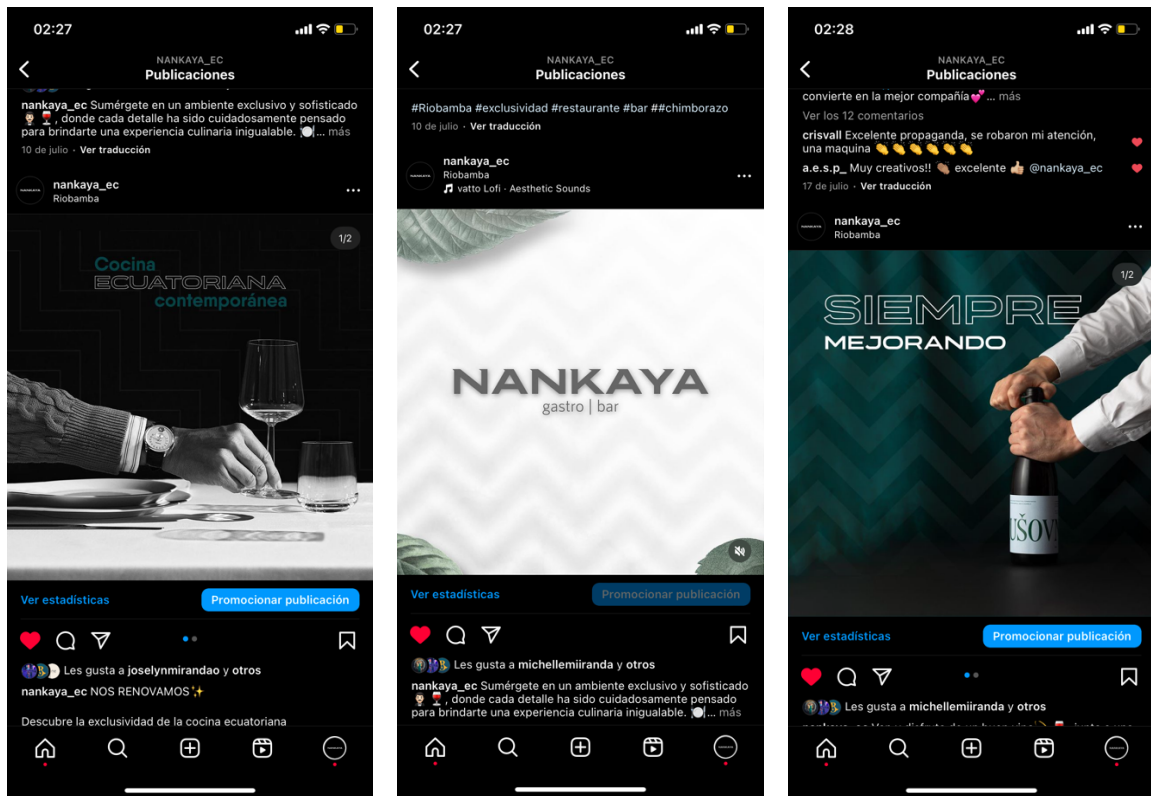 02:27
NANKAYA_EC
Publicaciones
nankaya_ec Sumérgete en un ambiente exclusivo y sofisticado
🤵🏻🍷, donde cada detalle ha sido cuidadosamente pensado
para brindarte una experiencia culinaria inigualable. 🍽️... más
10 de julio · Ver traducción
nankaya_ec
Riobamba
1/2
Cocina
ECUATORIANA
contemporánea
Ver estadísticas
Promocionar publicación
Les gusta a joselynmirandao y otros
nankaya_ec NOS RENOVAMOS✨
Descubre la exclusividad de la cocina ecuatoriana
02:27
NANKAYA_EC
Publicaciones
#Riobamba #exclusividad #restaurante #bar ##chimborazo
10 de julio · Ver traducción
nankaya_ec
Riobamba
vatto Lofi · Aesthetic Sounds
NANKAYA
gastro | bar
Ver estadísticas
Promocionar publicación
Les gusta a michellemiiranda y otros
nankaya_ec Sumérgete en un ambiente exclusivo y sofisticado
🤵🏻🍷, donde cada detalle ha sido cuidadosamente pensado
para brindarte una experiencia culinaria inigualable. 🍽️... más
02:28
NANKAYA_EC
Publicaciones
convierte en la mejor compañía💕... más
Ver los 12 comentarios
crisvall Excelente propaganda, se robaron mi atención,
una maquina 👏👏👏👏👏👏
a.e.s.p_ Muy creativos!! 👏🏽 excelente 👍🏼 @nankaya_ec
17 de julio · Ver traducción
nankaya_ec
Riobamba
1/2
SIEMPRE
MEJORANDO
UŠOV
Ver estadísticas
Promocionar publicación
Les gusta a michellemiiranda y otros